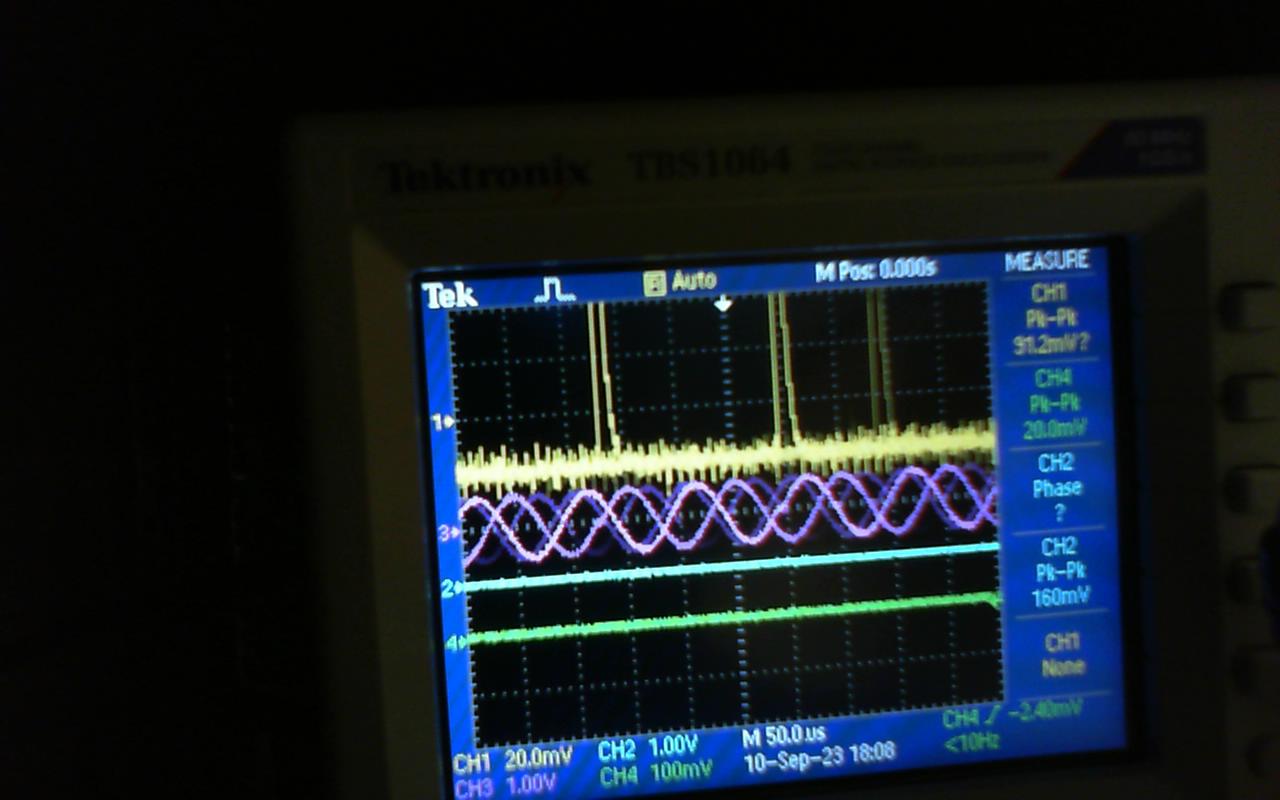 Tektronix TBS1064
Tek Auto M Pos: 0.000s MEASURE
CH1
Pk-Pk
91.2mV?
CH4
Pk-Pk
20.0mV
CH2
Phase
?
CH2
Pk-Pk
160mV
CH1
None
1
3
2
4
CH1 20.0mV CH2 1.00V M 50.0us CH4 -2.40mV
CH3 1.00V CH4 100mV 10-Sep-23 18:08 <10Hz